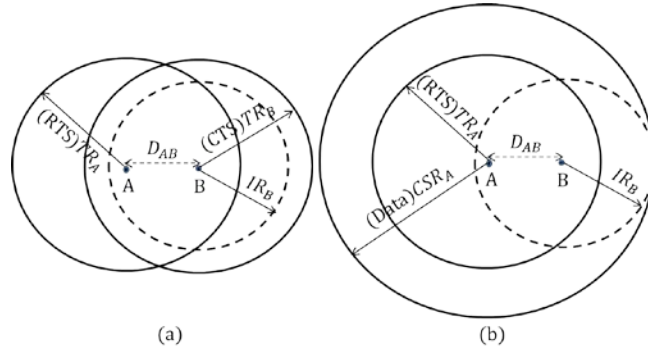 (RTS)TR_A
D_AB
(CTS)TR_B
A
B
IR_B
(a)
(RTS)TR_A
D_AB
A
B
(Data)CSR_A
IR_B
(b)